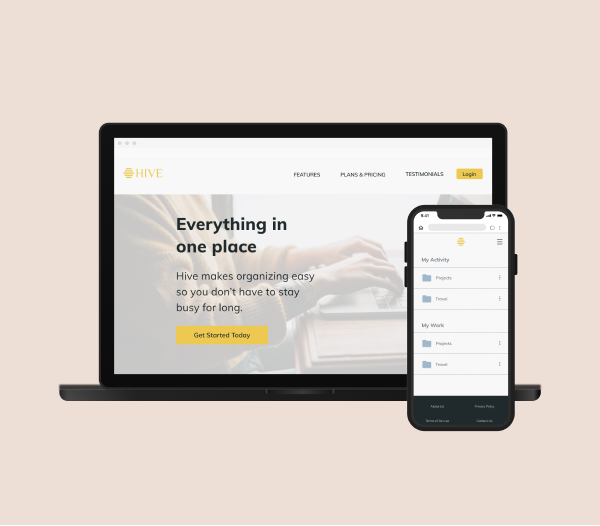 HIVE
FEATURES
PLANS & PRICING
TESTIMONIALS
Login
Everything in
one place
Hive makes organizing easy
so you don't have to stay
busy for long.
Get Started Today
9:41
My Activity
Projects
Travel
My Work
Projects
Travel
About Us
Privacy Policy
Terms of Service
Contact Us